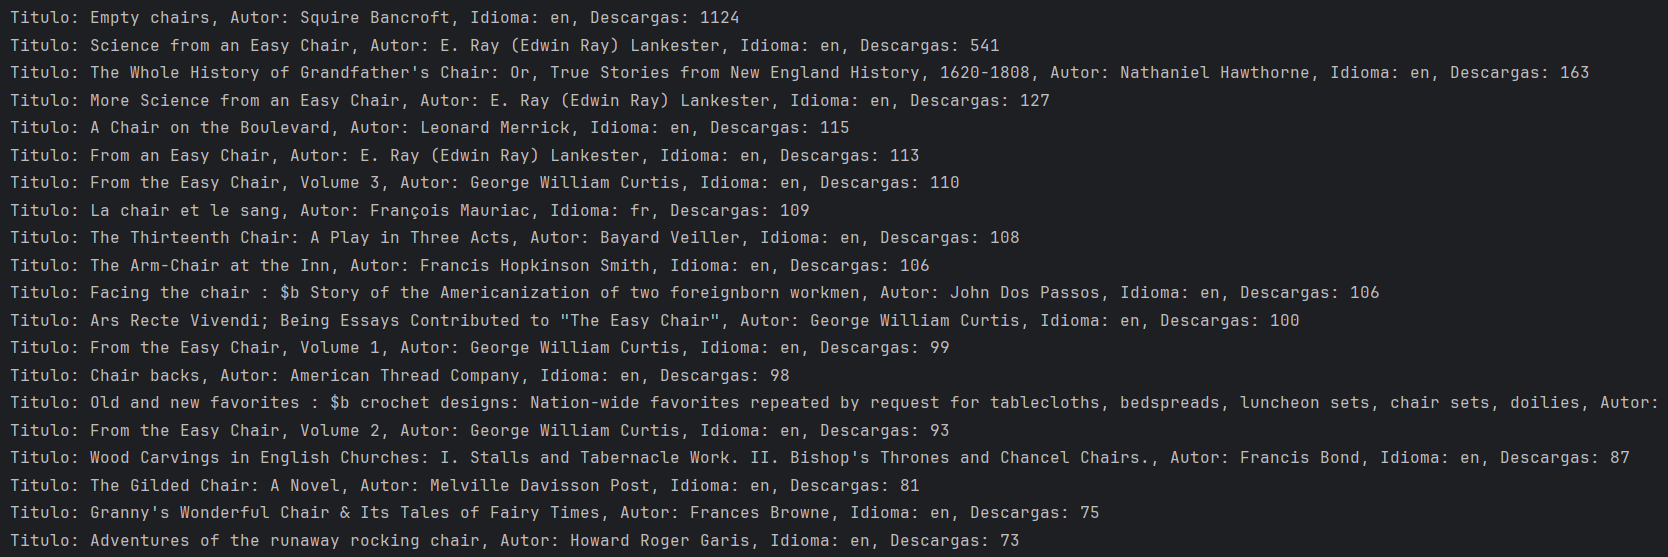 Titulo: Empty chairs, Autor: Squire Bancroft, Idioma: en, Descargas: 1124
Titulo: Science from an Easy Chair, Autor: E. Ray (Edwin Ray) Lankester, Idioma: en, Descargas: 541
Titulo: The Whole History of Grandfather's Chair: Or, True Stories from New England History, 1620-1808, Autor: Nathaniel Hawthorne, Idioma: en, Descargas: 163
Titulo: More Science from an Easy Chair, Autor: E. Ray (Edwin Ray) Lankester, Idioma: en, Descargas: 127
Titulo: A Chair on the Boulevard, Autor: Leonard Merrick, Idioma: en, Descargas: 115
Titulo: From an Easy Chair, Autor: E. Ray (Edwin Ray) Lankester, Idioma: en, Descargas: 113
Titulo: From the Easy Chair, Volume 3, Autor: George William Curtis, Idioma: en, Descargas: 110
Titulo: La chair et le sang, Autor: François Mauriac, Idioma: fr, Descargas: 109
Titulo: The Thirteenth Chair: A Play in Three Acts, Autor: Bayard Veiller, Idioma: en, Descargas: 108
Titulo: The Arm-Chair at the Inn, Autor: Francis Hopkinson Smith, Idioma: en, Descargas: 106
Titulo: Facing the chair : $b Story of the Americanization of two foreignborn workmen, Autor: John Dos Passos, Idioma: en, Descargas: 106
Titulo: Ars Recte Vivendi; Being Essays Contributed to "The Easy Chair", Autor: George William Curtis, Idioma: en, Descargas: 100
Titulo: From the Easy Chair, Volume 1, Autor: George William Curtis, Idioma: en, Descargas: 99
Titulo: Chair backs, Autor: American Thread Company, Idioma: en, Descargas: 98
Titulo: Old and new favorites : $b crochet designs: Nation-wide favorites repeated by request for tablecloths, bedspreads, luncheon sets, chair sets, doilies, Autor:
Titulo: From the Easy Chair, Volume 2, Autor: George William Curtis, Idioma: en, Descargas: 93
Titulo: Wood Carvings in English Churches: I. Stalls and Tabernacle Work. II. Bishop's Thrones and Chancel Chairs., Autor: Francis Bond, Idioma: en, Descargas: 87
Titulo: The Gilded Chair: A Novel, Autor: Melville Davisson Post, Idioma: en, Descargas: 81
Titulo: Granny's Wonderful Chair & Its Tales of Fairy Times, Autor: Frances Browne, Idioma: en, Descargas: 75
Titulo: Adventures of the runaway rocking chair, Autor: Howard Roger Garis, Idioma: en, Descargas: 73